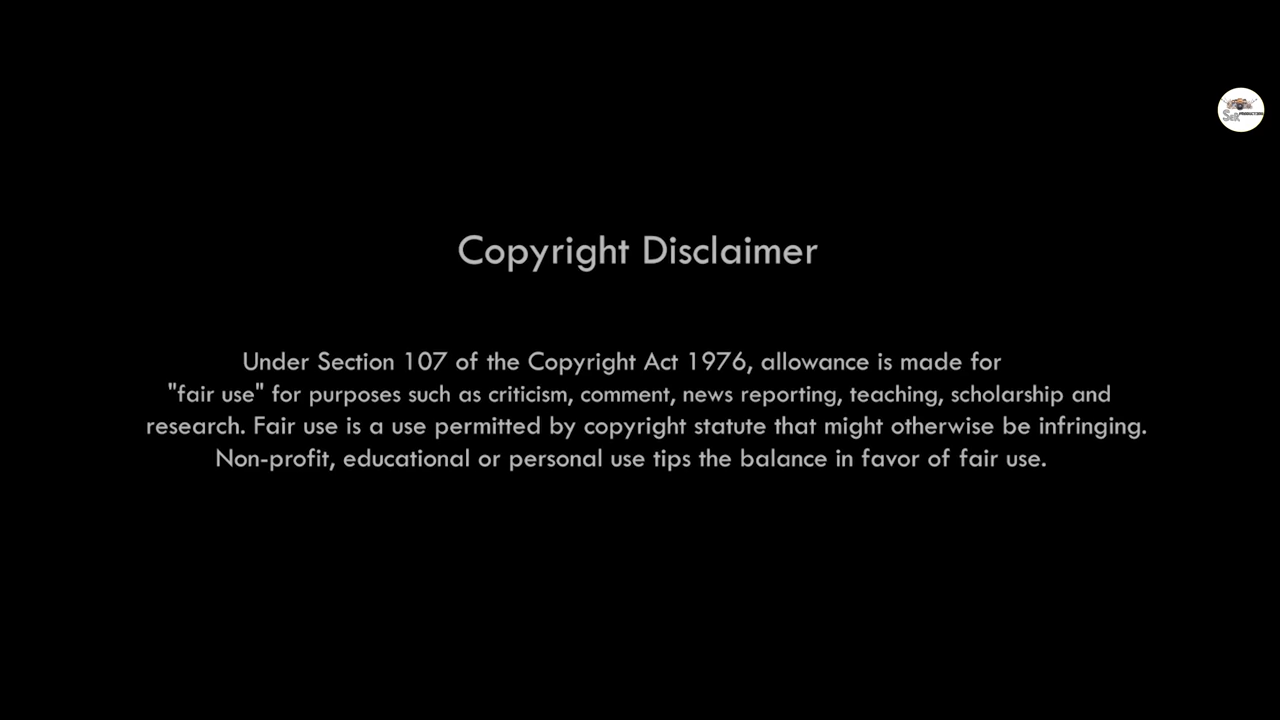 Copyright Disclaimer
Under Section 107 of the Copyright Act 1976, allowance is made for
"fair use" for purposes such as criticism, comment, news reporting, teaching, scholarship and
research. Fair use is a use permitted by copyright statute that might otherwise be infringing.
Non-profit, educational or personal use tips the balance in favor of fair use.